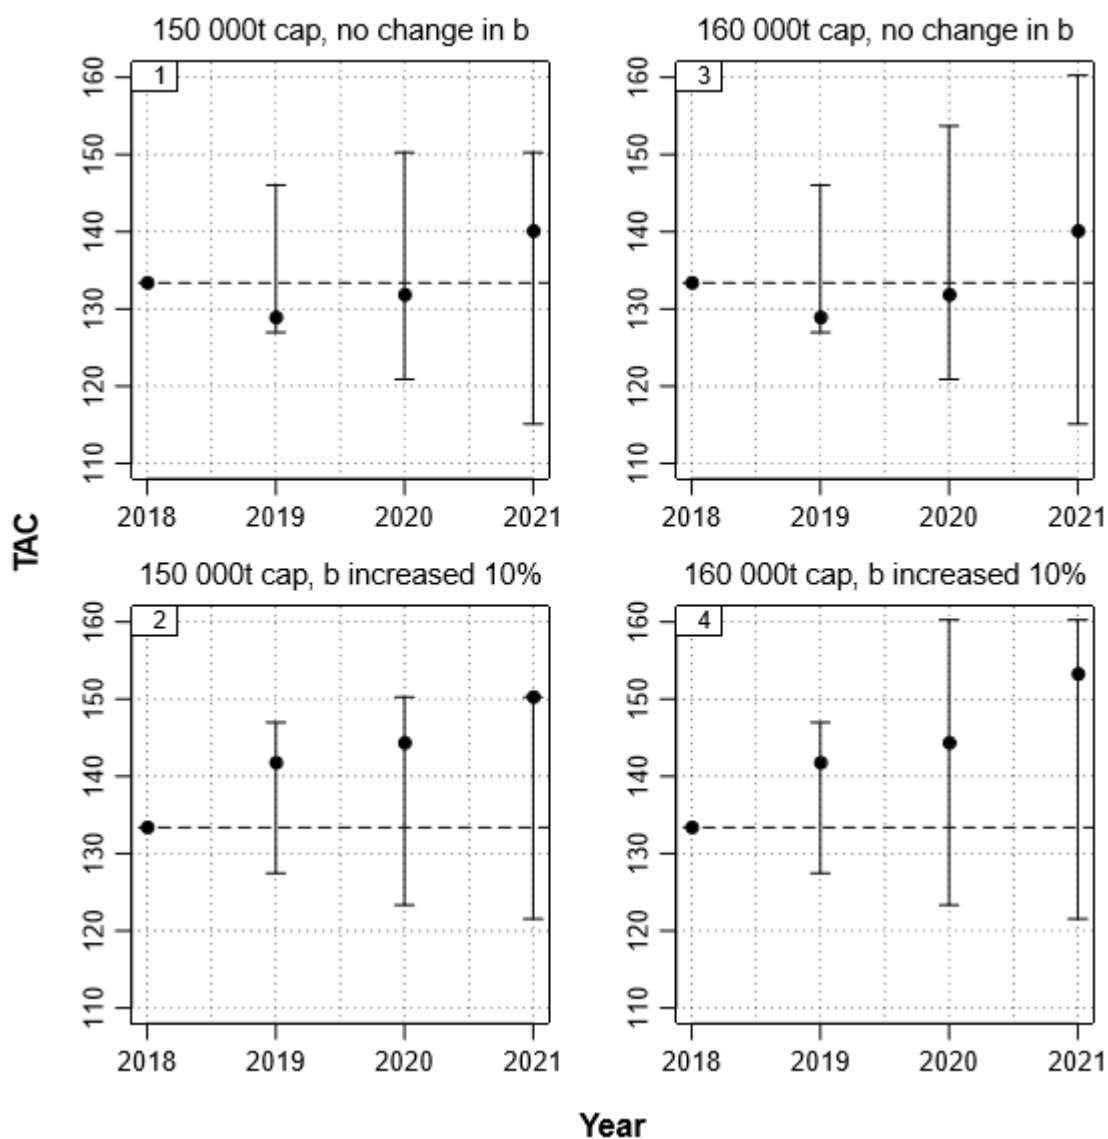 150 000t cap, no change in b
1
160
150
140
130
120
110
2018 2019 2020 2021
160 000t cap, no change in b
3
160
150
140
130
120
110
2018 2019 2020 2021
TAC
150 000t cap, b increased 10%
2
160
150
140
130
120
110
2018 2019 2020 2021
160 000t cap, b increased 10%
4
160
150
140
130
120
110
2018 2019 2020 2021
Year